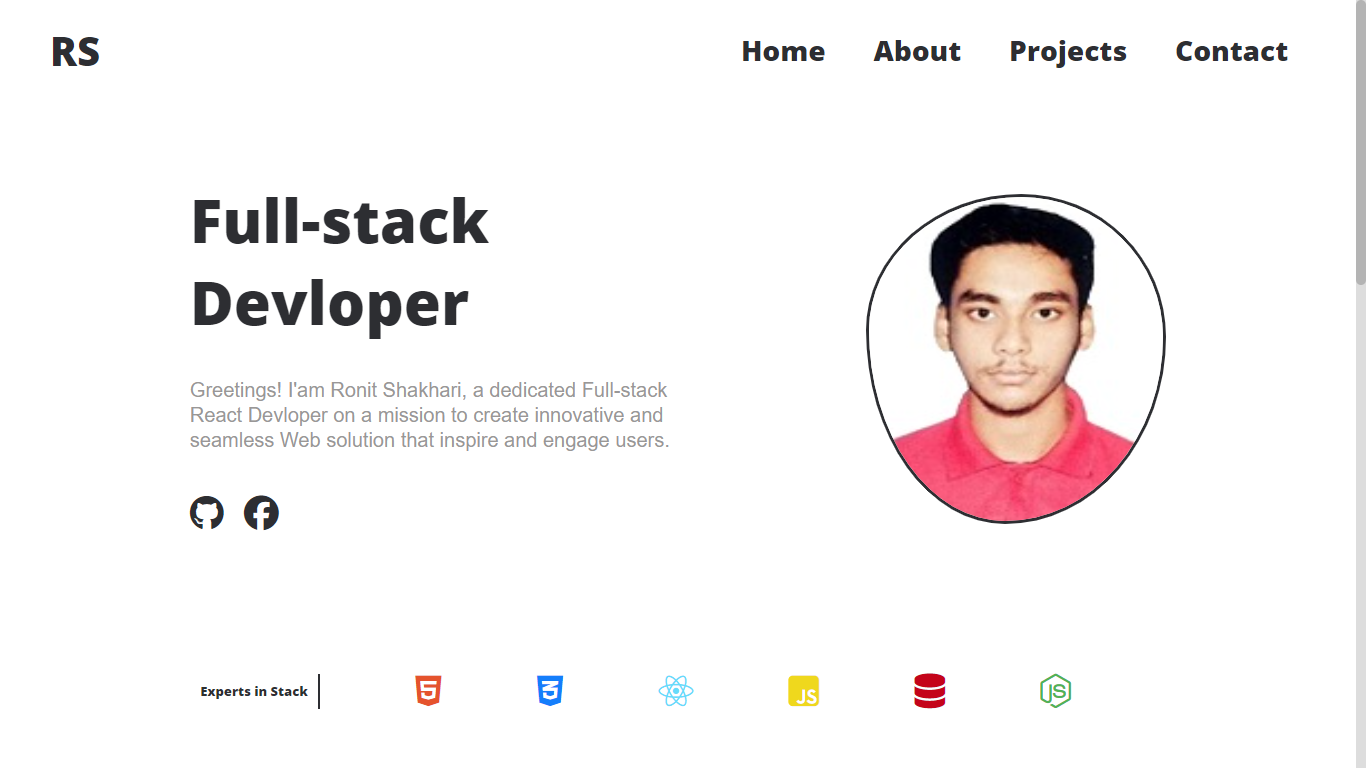 RS
Home About Projects Contact
Full-stack
Devloper
Greetings! I'am Ronit Shakhari, a dedicated Full-stack
React Devloper on a mission to create innovative and
seamless Web solution that inspire and engage users.
Experts in Stack
5
3
JS
JS